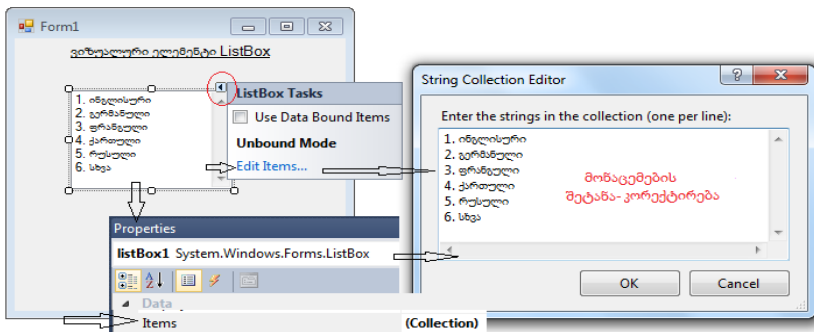 Form1
ვიზუალური ელემენტი ListBox
1. ინგლისური
2. გერმანული
3. ფრანგული
4. ქართული
5. რუსული
6. სხვა
ListBox Tasks
Use Data Bound Items
Unbound Mode
Edit Items...
Properties
listBox1 System.Windows.Forms.ListBox
Data
Items (Collection)
String Collection Editor
Enter the strings in the collection (one per line):
1. ინგლისური
2. გერმანული
3. ფრანგული
4. ქართული
5. რუსული
6. სხვა
მონაცემების
შეტანა-კორექტირება
OK
Cancel